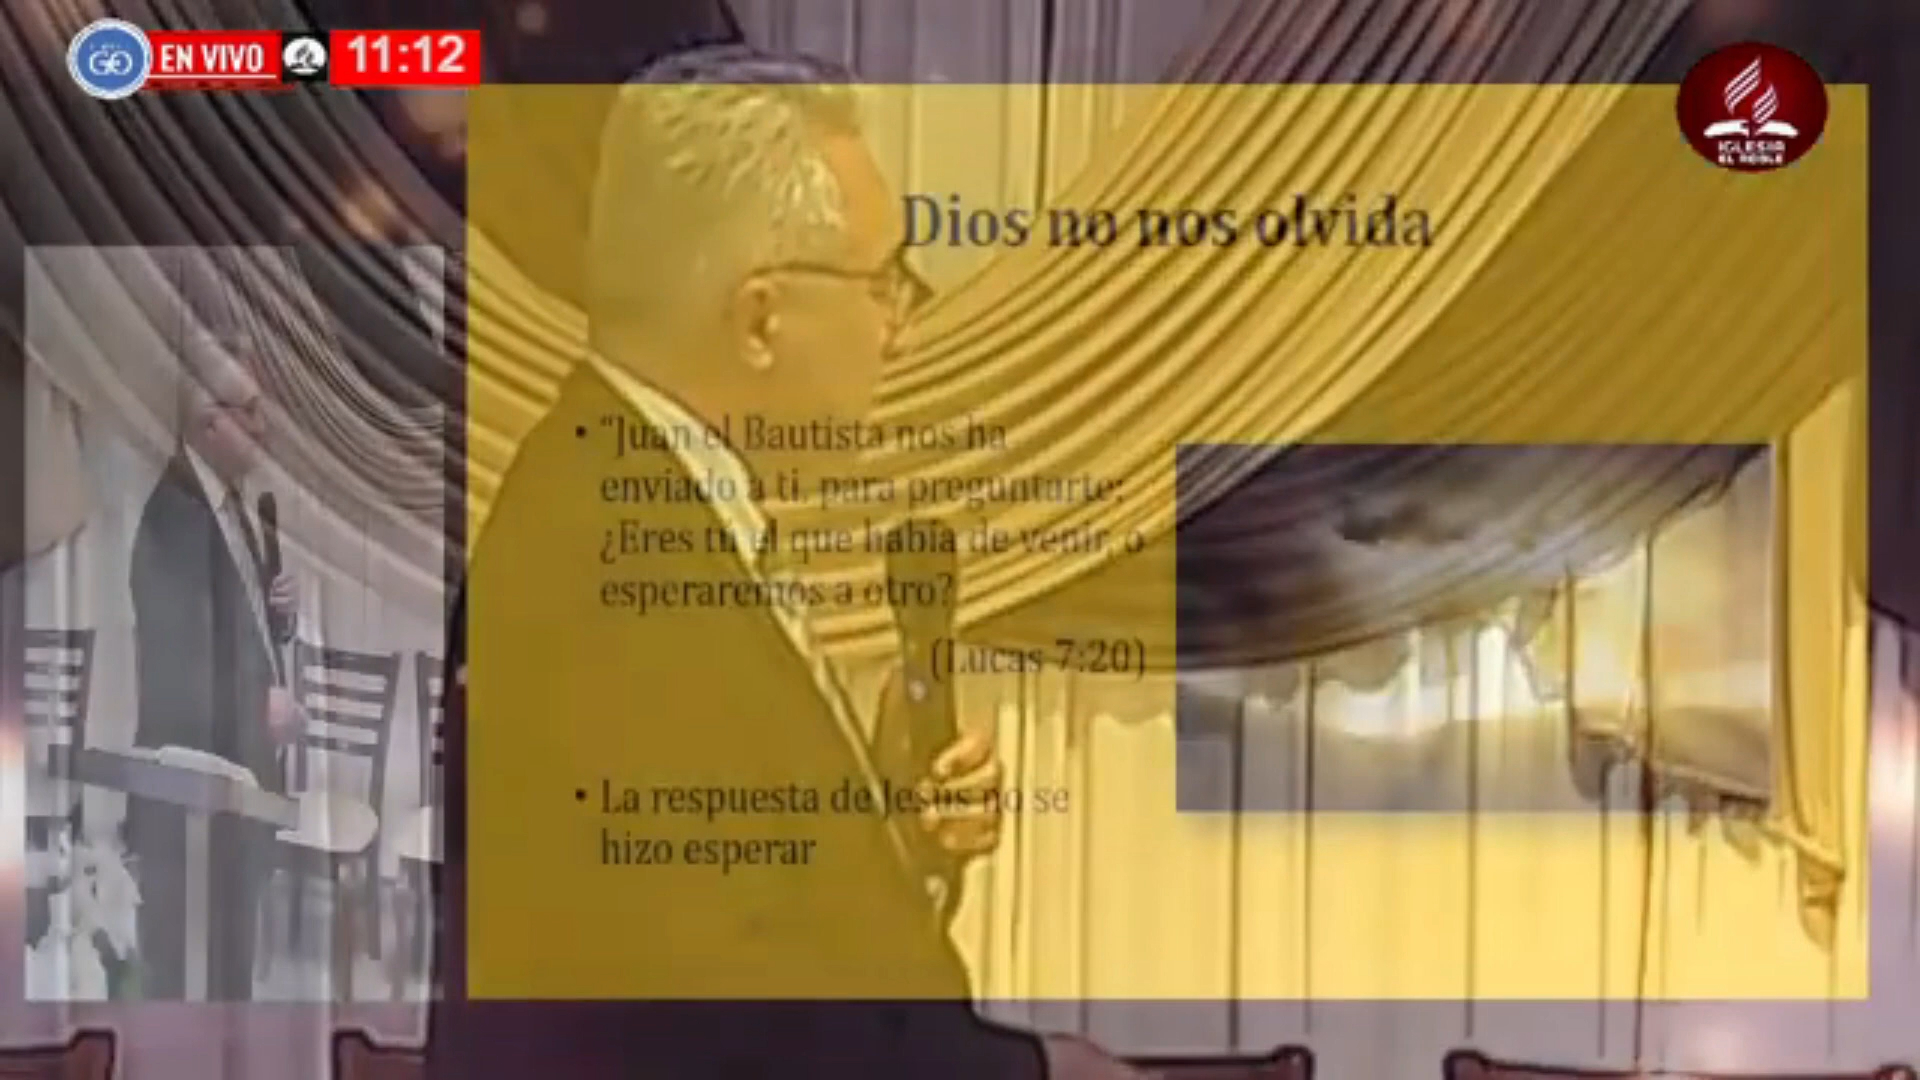 EN VIVO
11:12
IGLESIA
EL ROBLE
Dios no nos olvida
• “Juan el Bautista nos ha
enviado a ti, para preguntarte:
¿Eres tú el que había de venir, o
esperaremos a otro?
(Lucas 7:20)
• La respuesta de Jesús no se
hizo esperar